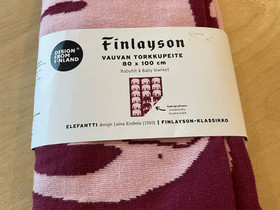 DESIGN
FROM
FINLAND
Finlayson
VAUVAN TORKKUPEITE
80 x 100 cm
Babyfilt & Baby blanket
ELEFANTTI design Laina Koskela (1969) | FINLAYSON-KLASSIKKO